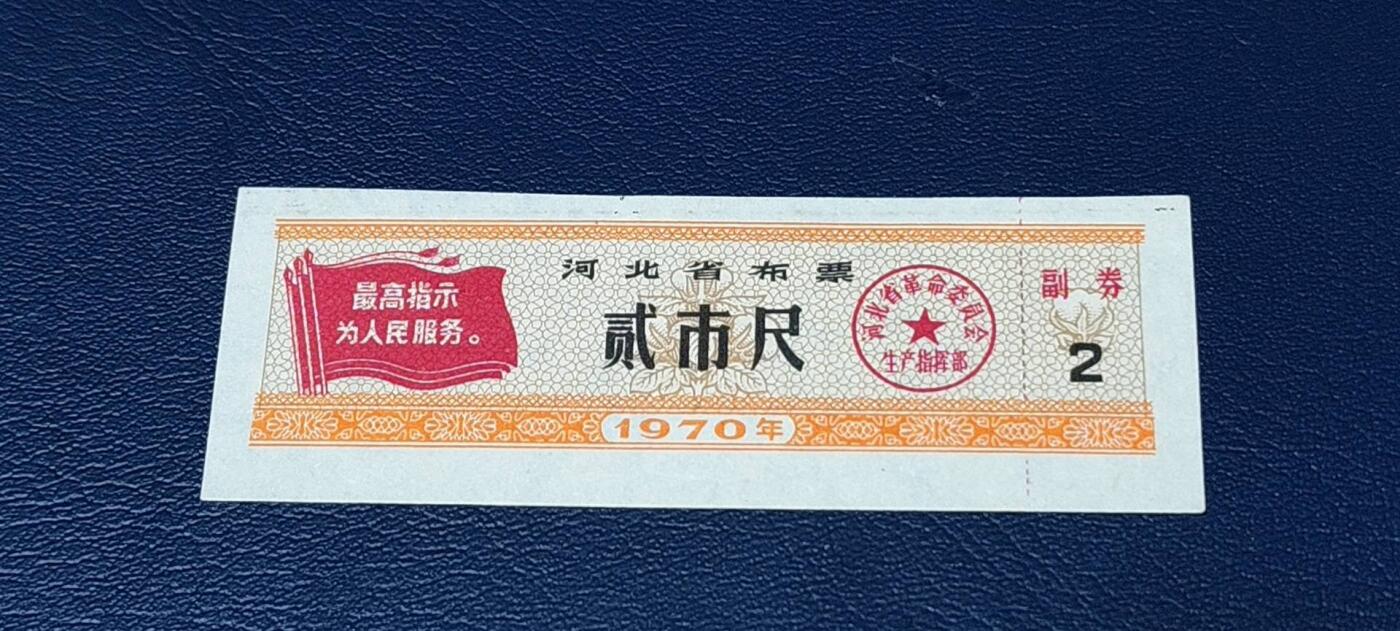 河北省布票
最高指示
为人民服务。
贰市尺
河北省革命委员会
生产指挥部
副券
2
1970年